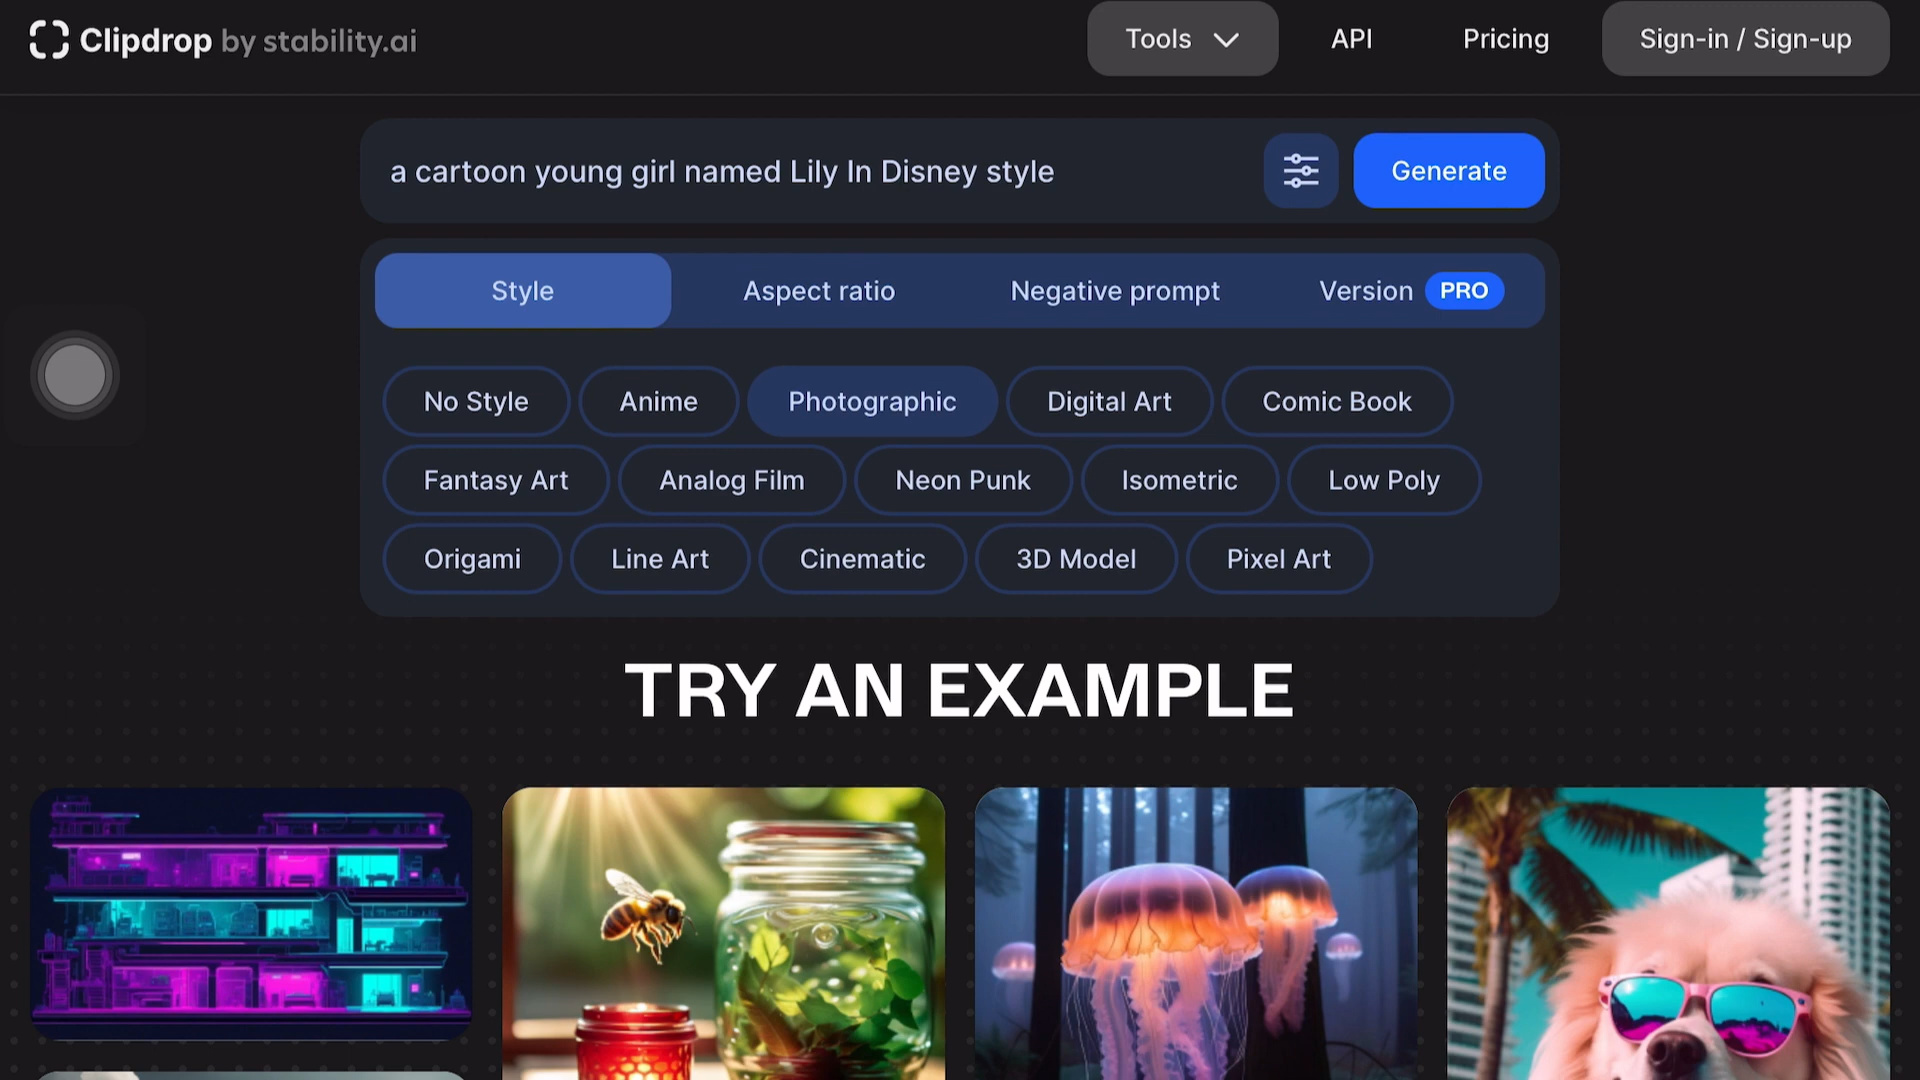 Clipdrop by stability.ai
Tools
API
Pricing
Sign-in / Sign-up
a cartoon young girl named Lily In Disney style
Generate
Style
Aspect ratio
Negative prompt
Version PRO
No Style
Anime
Photographic
Digital Art
Comic Book
Fantasy Art
Analog Film
Neon Punk
Isometric
Low Poly
Origami
Line Art
Cinematic
3D Model
Pixel Art
TRY AN EXAMPLE